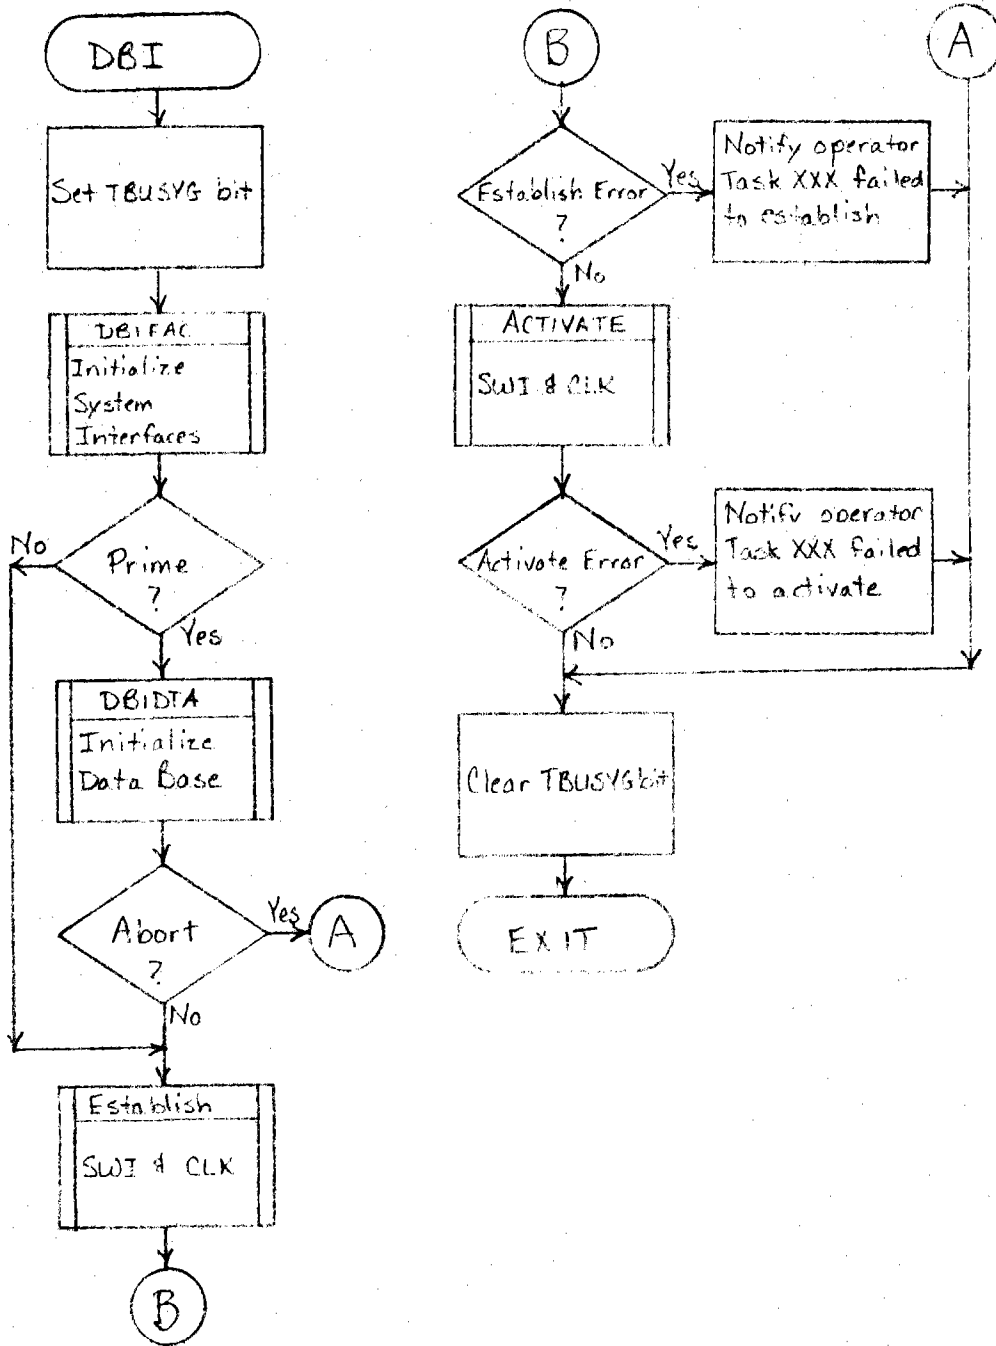 DBI
Set TBUSYG bit
DBIFAC
Initialize
System
Interfaces
Prime
?
No
Yes
DBIDTA
Initialize
Data Base
Abort
?
Yes
A
No
Establish
SWI & CLK
B
B
Establish Error
?
Yes
Notify operator
Task XXX failed
to establish
No
ACTIVATE
SWI & CLK
Activate Error
?
Yes
Notify operator
Task XXX failed
to activate
No
A
Clear TBUSYG bit
EXIT